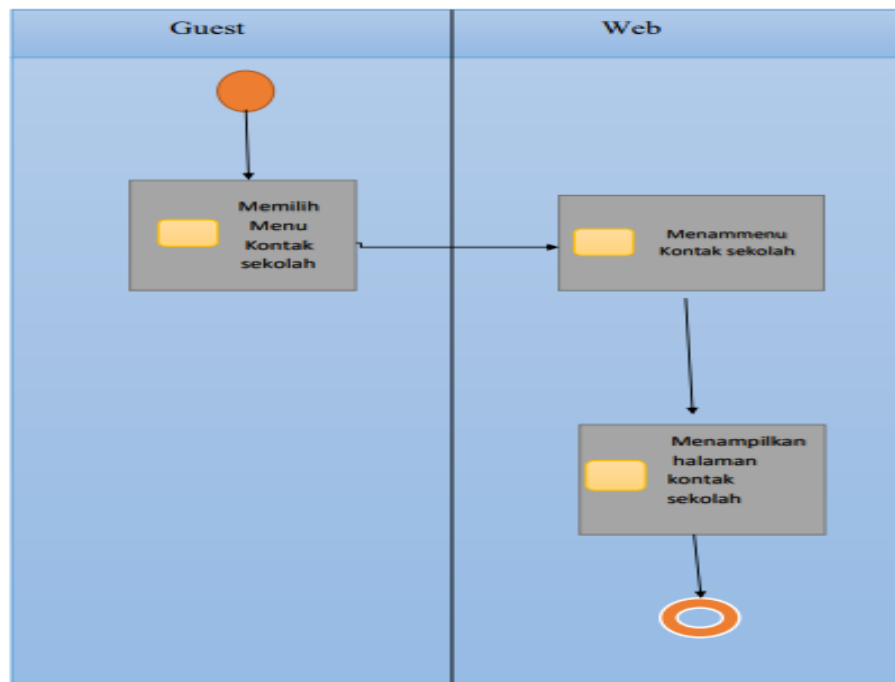 Guest
Web
Memilih
Menu
Kontak
sekolah
Menammenu
Kontak sekolah
Menampilkan
halaman
kontak
sekolah